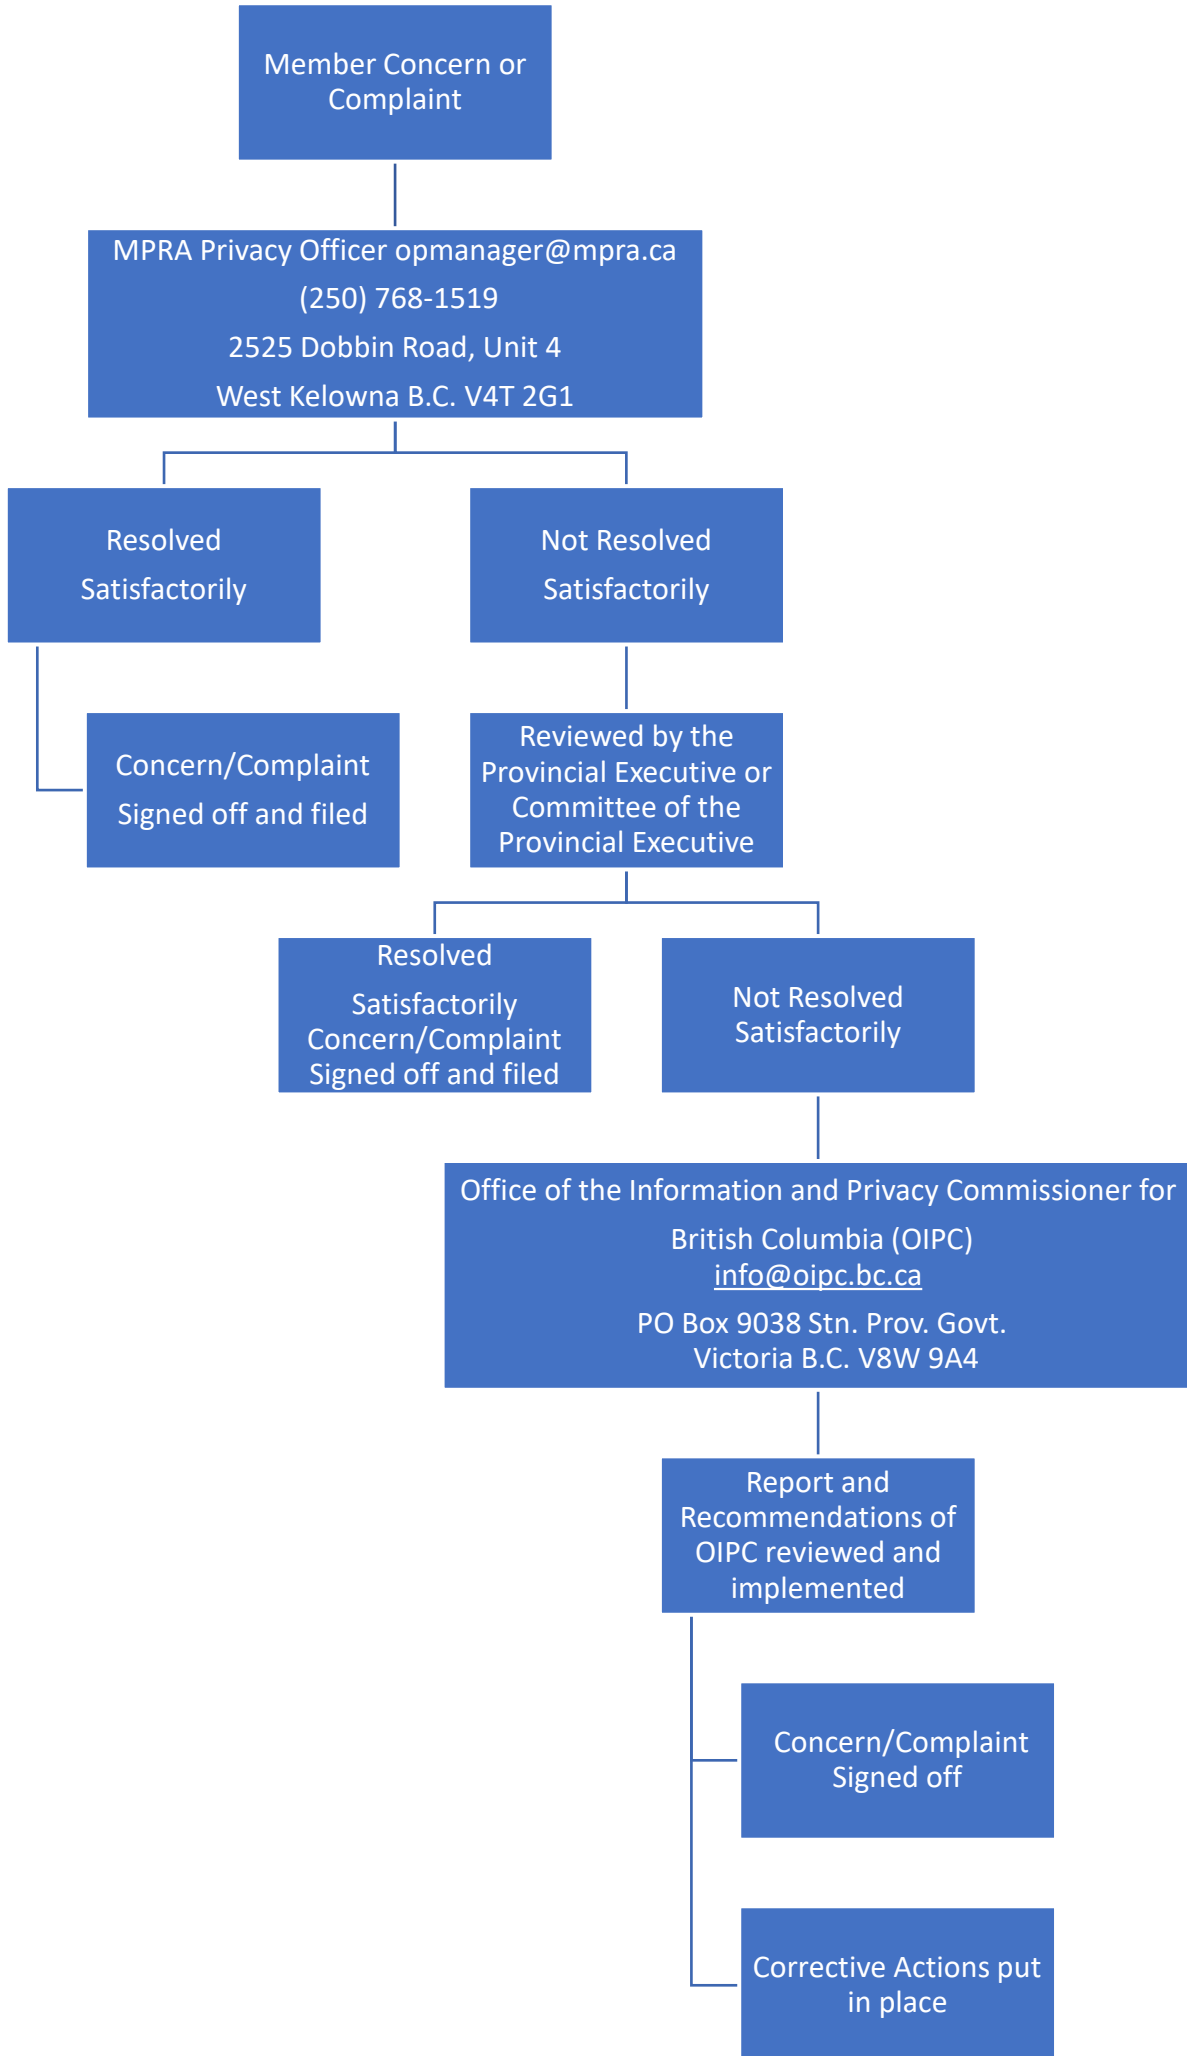 Member Concern or
Complaint
MPRA Privacy Officer opmanager@mpra.ca
(250) 768-1519
2525 Dobbin Road, Unit 4
West Kelowna B.C. V4T 2G1
Resolved
Satisfactorily
Not Resolved
Satisfactorily
Concern/Complaint
Signed off and filed
Reviewed by the
Provincial Executive or
Committee of the
Provincial Executive
Resolved
Satisfactorily
Concern/Complaint
Signed off and filed
Not Resolved
Satisfactorily
Office of the Information and Privacy Commissioner for
British Columbia (OIPC)
info@oipc.bc.ca
PO Box 9038 Stn. Prov. Govt.
Victoria B.C. V8W 9A4
Report and
Recommendations of
OIPC reviewed and
implemented
Concern/Complaint
Signed off
Corrective Actions put
in place